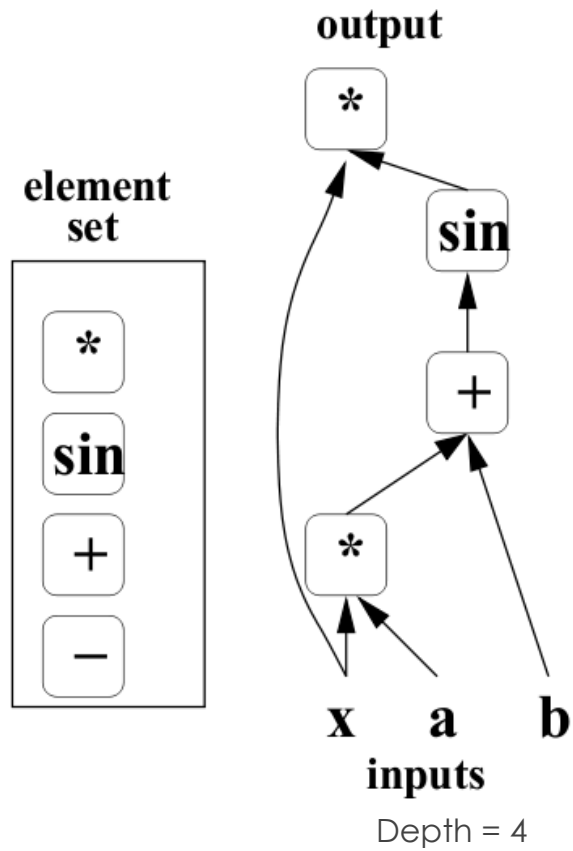 output
*
element
set
sin
*
sin
+
+
*
−
x a b
inputs
Depth = 4